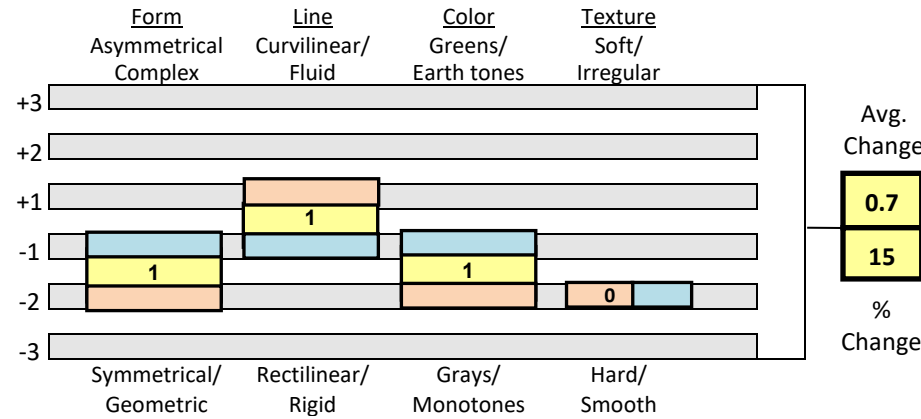 Form
Asymmetrical
Complex
Line
Curvilinear/
Fluid
Color
Greens/
Earth tones
Texture
Soft/
Irregular
+3
+2
+1
-1
-2
-3
1
1
1
0
Symmetrical/
Geometric
Rectilinear/
Rigid
Grays/
Monotones
Hard/
Smooth
Avg.
Change
0.7
15
%
Change